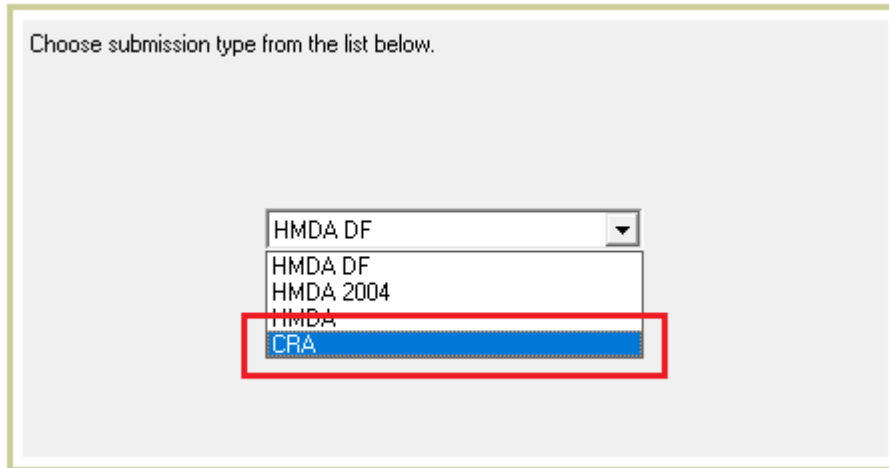 Choose submission type from the list below.
HMDA DF
HMDA DF
HMDA 2004
HMDA
CRA